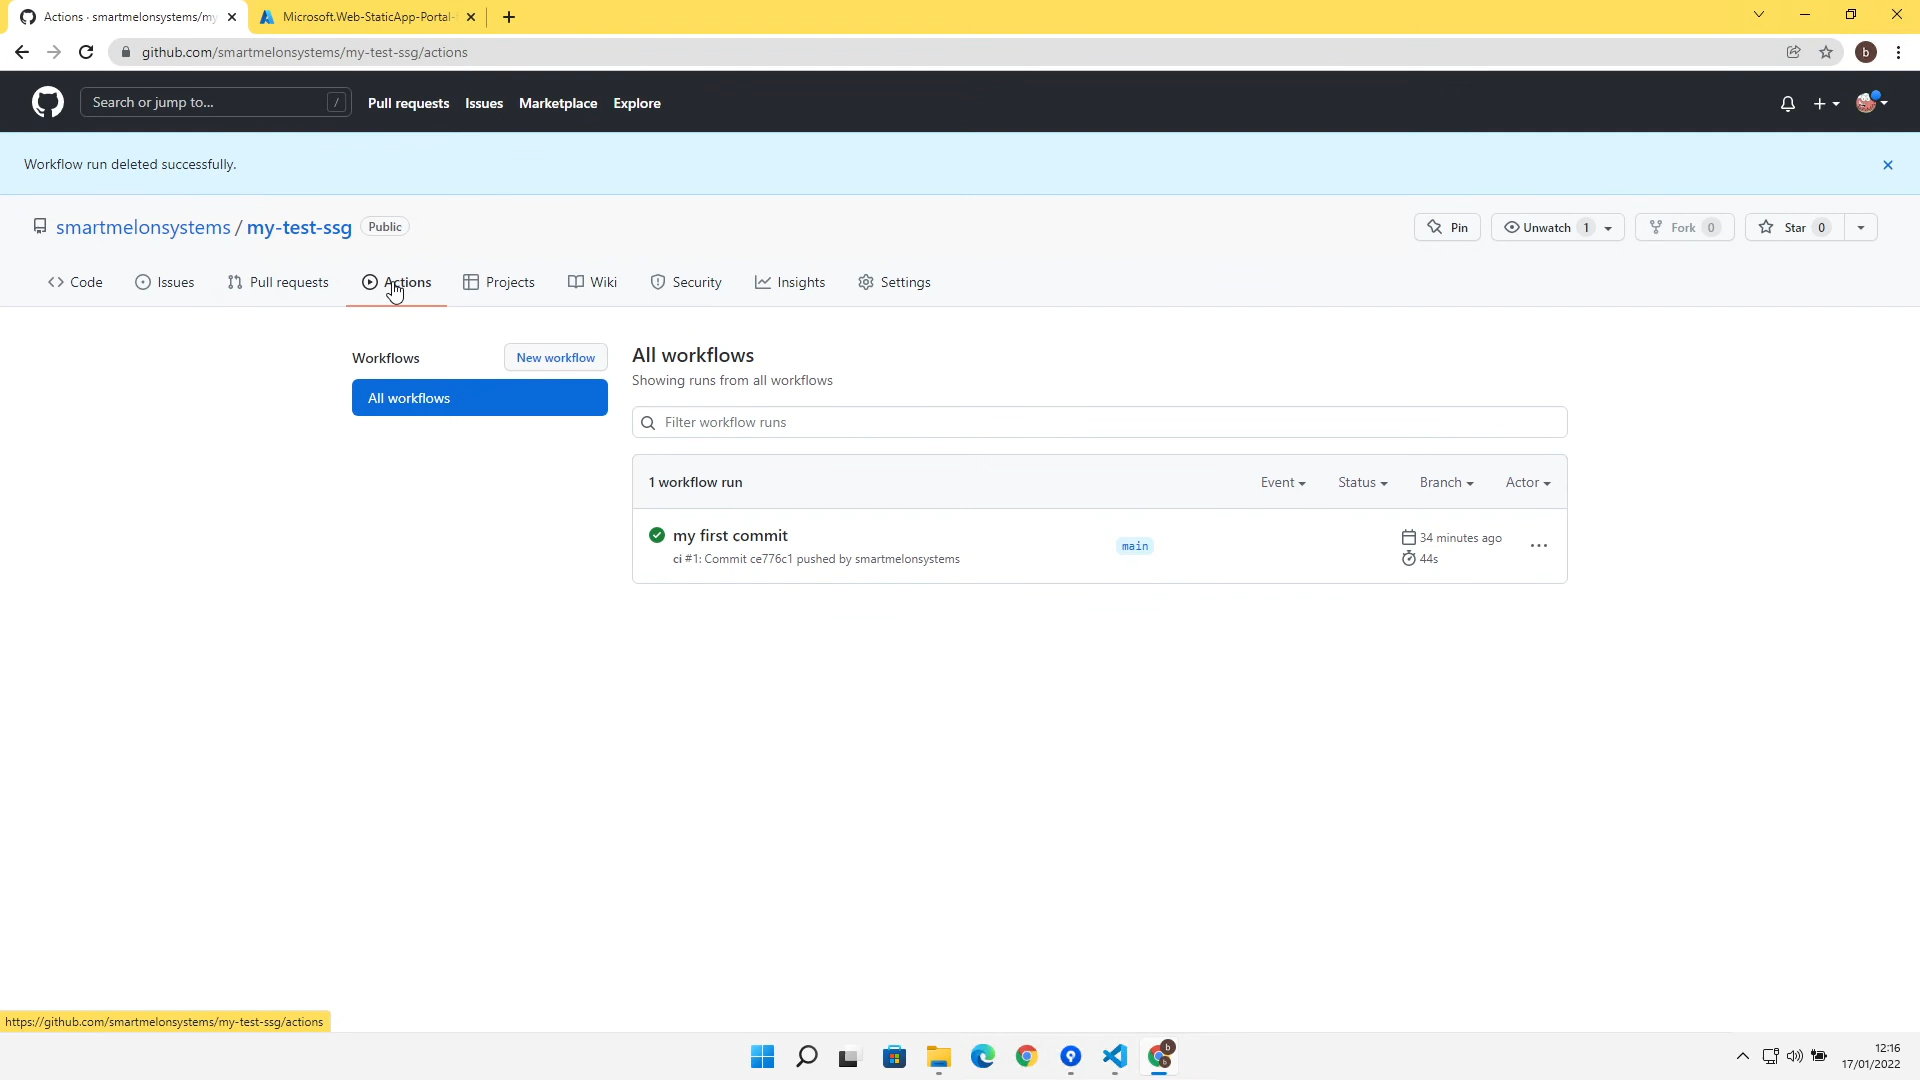 Actions · smartmelonsystems/my
Microsoft.Web-StaticApp-Portal-
github.com/smartmelonsystems/my-test-ssg/actions
b
Search or jump to...
/
Pull requests
Issues
Marketplace
Explore
Workflow run deleted successfully.
smartmelonsystems / my-test-ssg
Public
Pin
Unwatch 1
Fork 0
Star 0
Code
Issues
Pull requests
Actions
Projects
Wiki
Security
Insights
Settings
Workflows
New workflow
All workflows
All workflows
Showing runs from all workflows
Filter workflow runs
1 workflow run
Event
Status
Branch
Actor
my first commit
ci #1: Commit ce776c1 pushed by smartmelonsystems
main
34 minutes ago
44s
https://github.com/smartmelonsystems/my-test-ssg/actions
b
b
12:16
17/01/2022